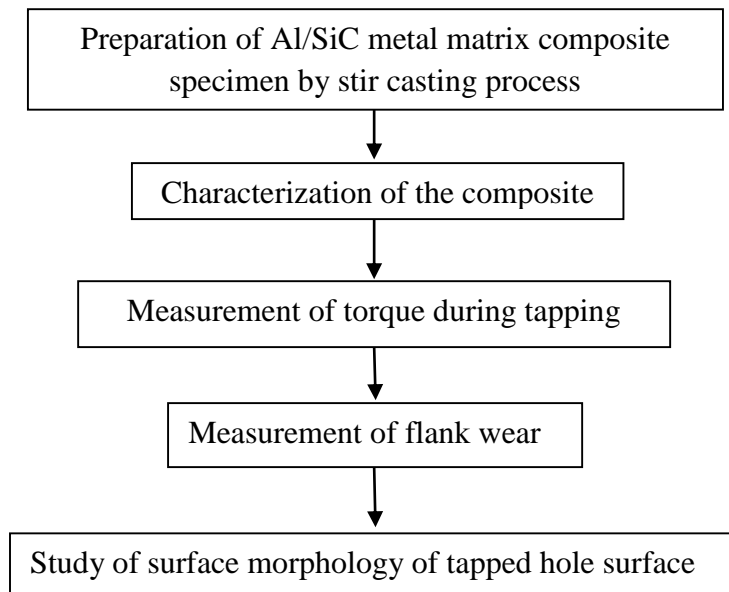 Preparation of Al/SiC metal matrix composite
specimen by stir casting process
Characterization of the composite
Measurement of torque during tapping
Measurement of flank wear
Study of surface morphology of tapped hole surface